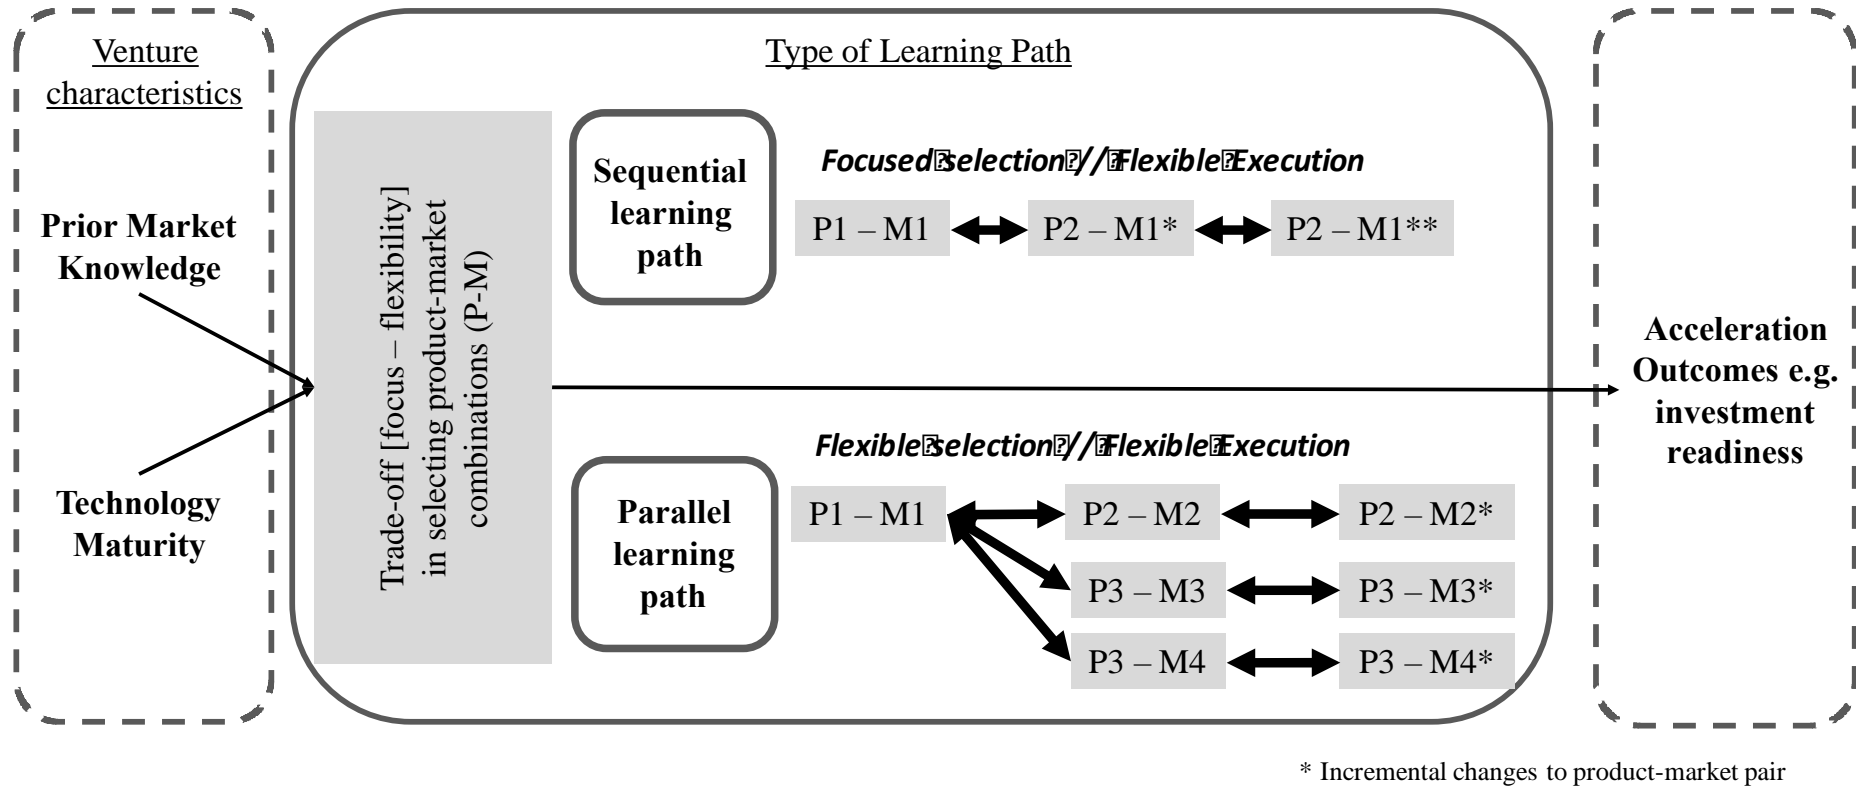 Venture
characteristics
Prior Market
Knowledge
Technology
Maturity
Type of Learning Path
Trade-off [focus – flexibility]
in selecting product-market
combinations (P-M)
Sequential
learning
path
Focused selection // Flexible Execution
P1 – M1
P2 – M1*
P2 – M1**
Flexible selection // Flexible Execution
Parallel
learning
path
P1 – M1
P2 – M2
P2 – M2*
P3 – M3
P3 – M3*
P3 – M4
P3 – M4*
Acceleration
Outcomes e.g.
investment
readiness
* Incremental changes to product-market pair